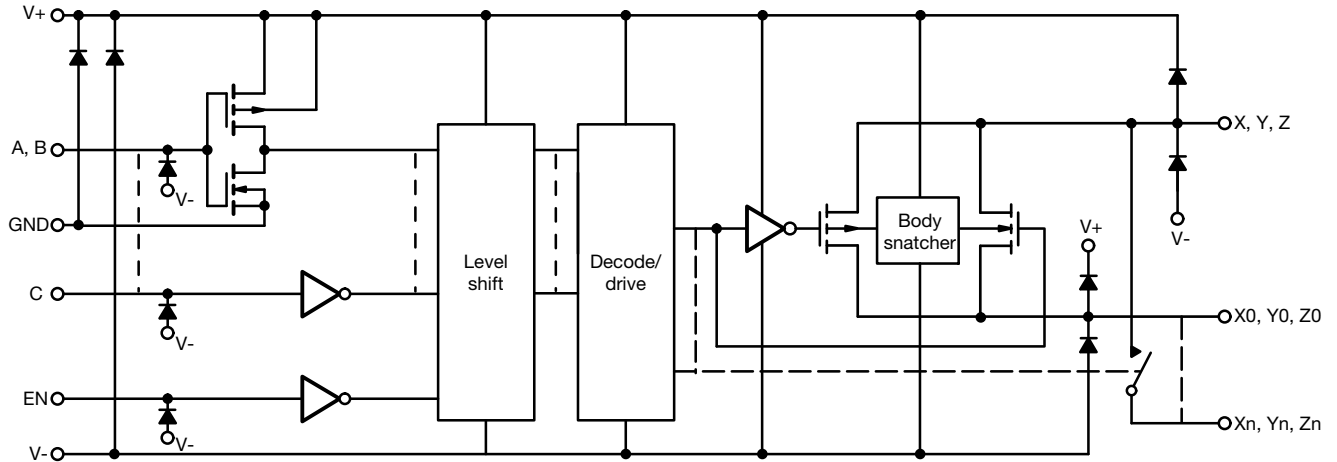 V+
A, B
V-
GND
C
V-
EN
V-
V-
Level
shift
Decode/
drive
Body
snatcher
V+
X, Y, Z
V-
X0, Y0, Z0
Xn, Yn, Zn